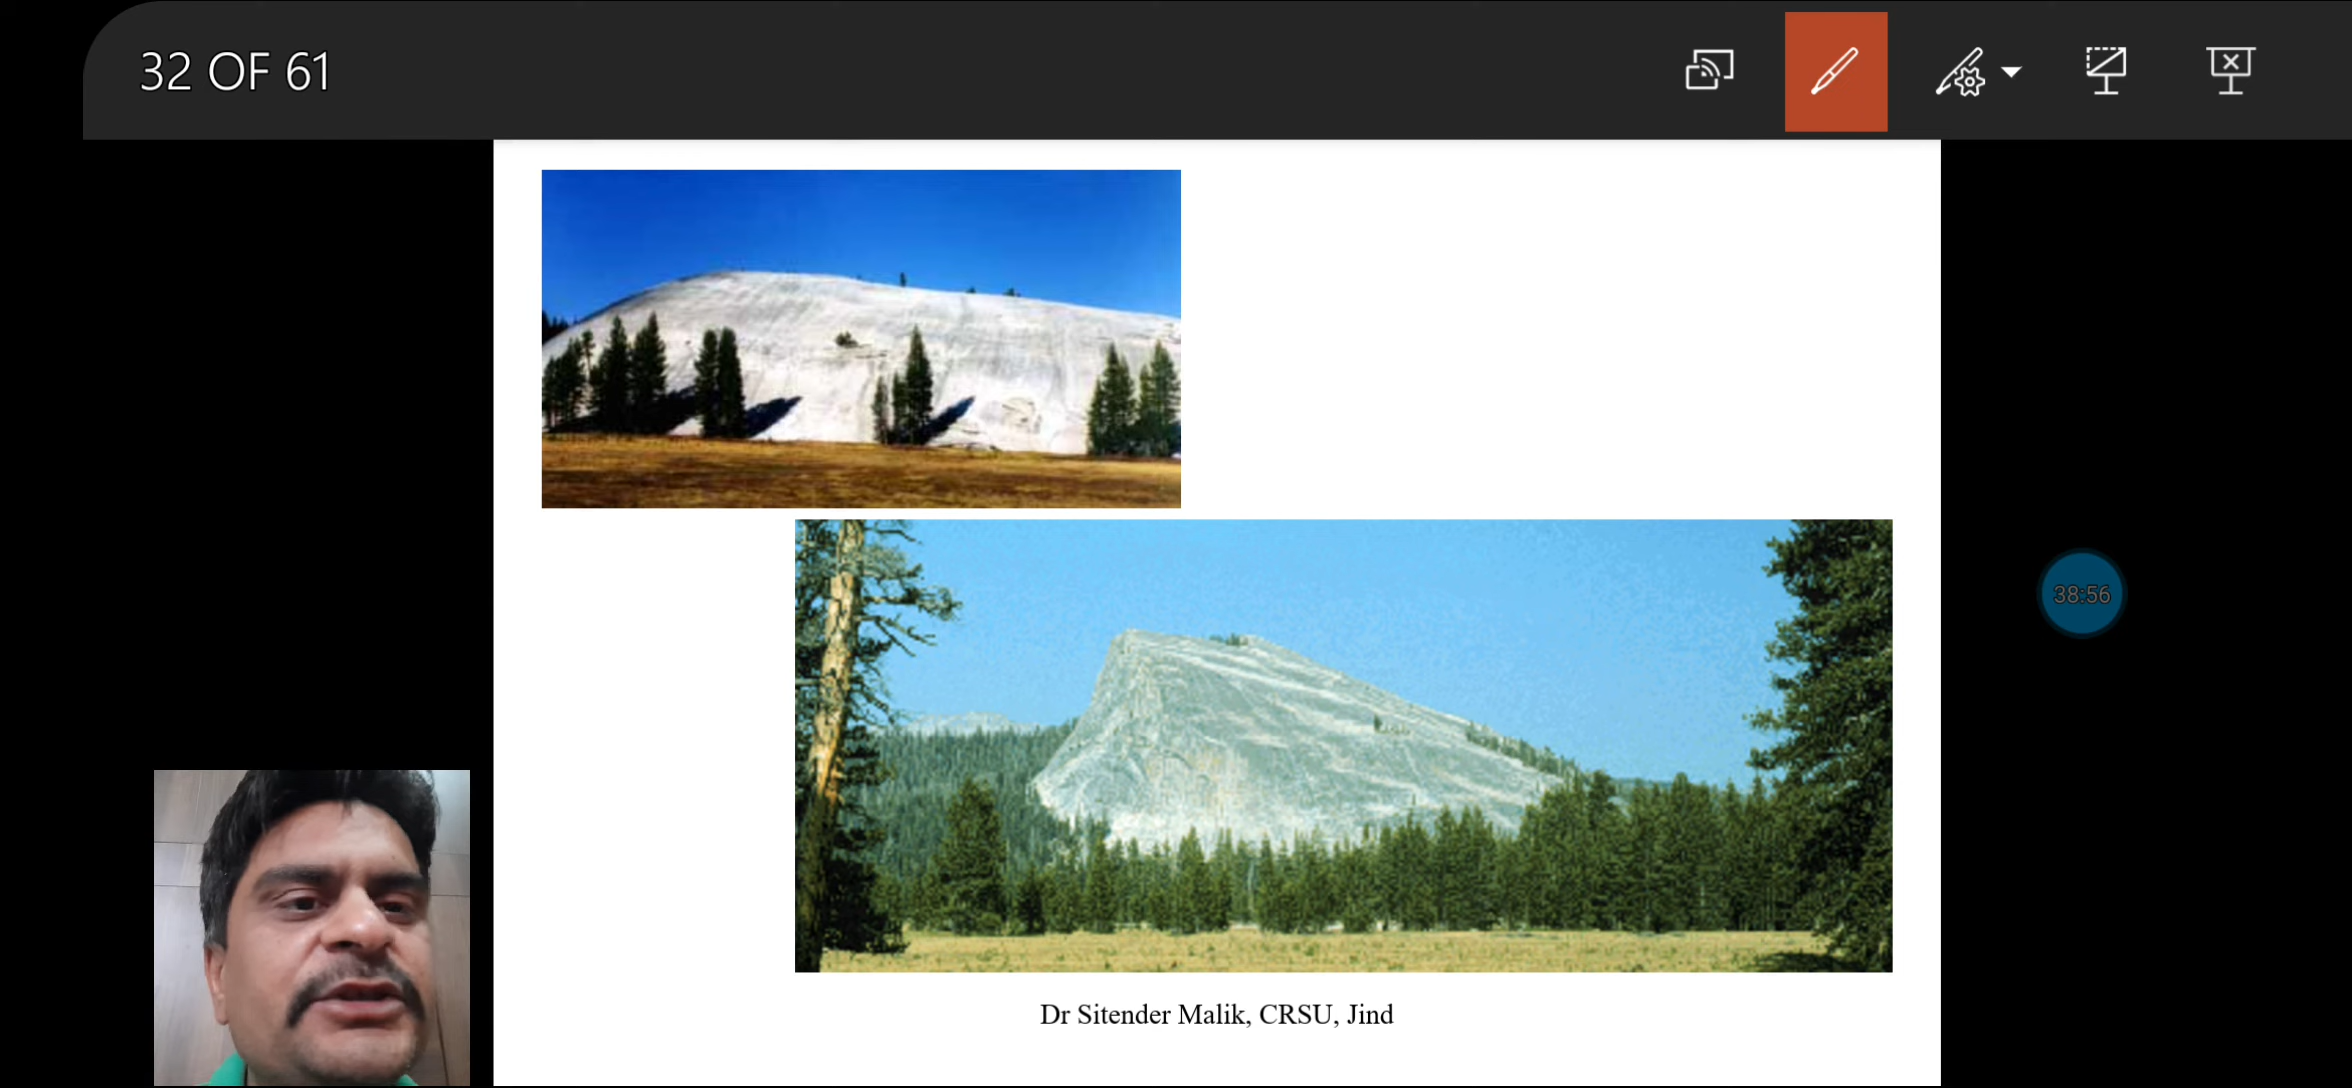 32 OF 61
38:56
Dr Sitender Malik, CRSU, Jind